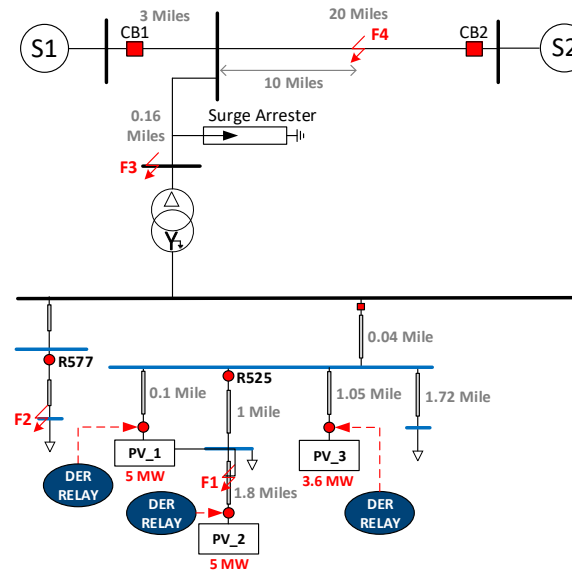 3 Miles
20 Miles
S1
CB1
F4
CB2
S2
10 Miles
0.16
Miles
Surge Arrester
F3
0.04 Mile
R577
R525
0.1 Mile
1.05 Mile
1.72 Mile
1 Mile
F2
PV_1
5 MW
PV_3
3.6 MW
F1
1.8 Miles
DER
RELAY
DER
RELAY
DER
RELAY
PV_2
5 MW